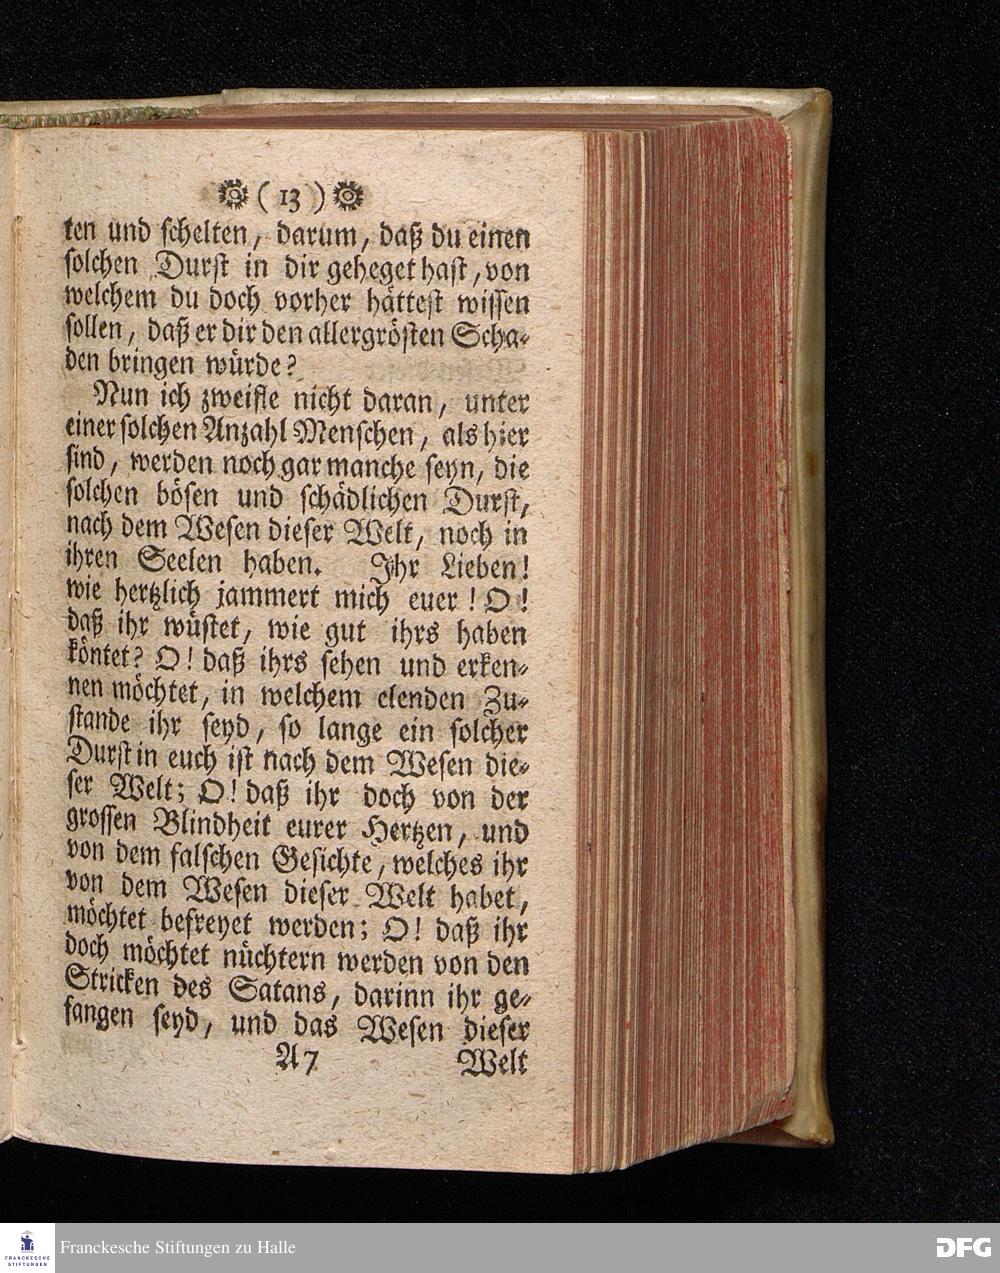 ( 13 )
ten und schelten, darum, daß du einen
solchen Durst in dir geheget hast, von
welchem du doch vorher hättest wissen
sollen, daß er dir den allergrösten Scha-
den bringen würde?
Nun ich zweifle nicht daran, unter
einer solchen Anzahl Menschen, als hier
sind, werden noch gar manche seyn, die
solchen bösen und schädlichen Durst,
nach dem Wesen dieser Welt, noch in
ihren Seelen haben. Ihr Lieben!
wie hertzlich jammert mich euer! O!
daß ihr wüstet, wie gut ihrs haben
köntet? O! daß ihrs sehen und erken-
nen möchtet, in welchem elenden Zu-
stande ihr seyd, so lange ein solcher
Durst in euch ist nach dem Wesen die-
ser Welt; O! daß ihr doch von der
grossen Blindheit eurer Hertzen, und
von dem falschen Gesichte, welches ihr
von dem Wesen dieser Welt habet,
möchtet befreyet werden; O! daß ihr
doch möchtet nüchtern werden von den
Stricken des Satans, darinn ihr ge-
fangen seyd, und das Wesen dieser
A 7 Welt
FRANCKESCHE
STIFTUNGEN
Franckesche Stiftungen zu Halle
DFG